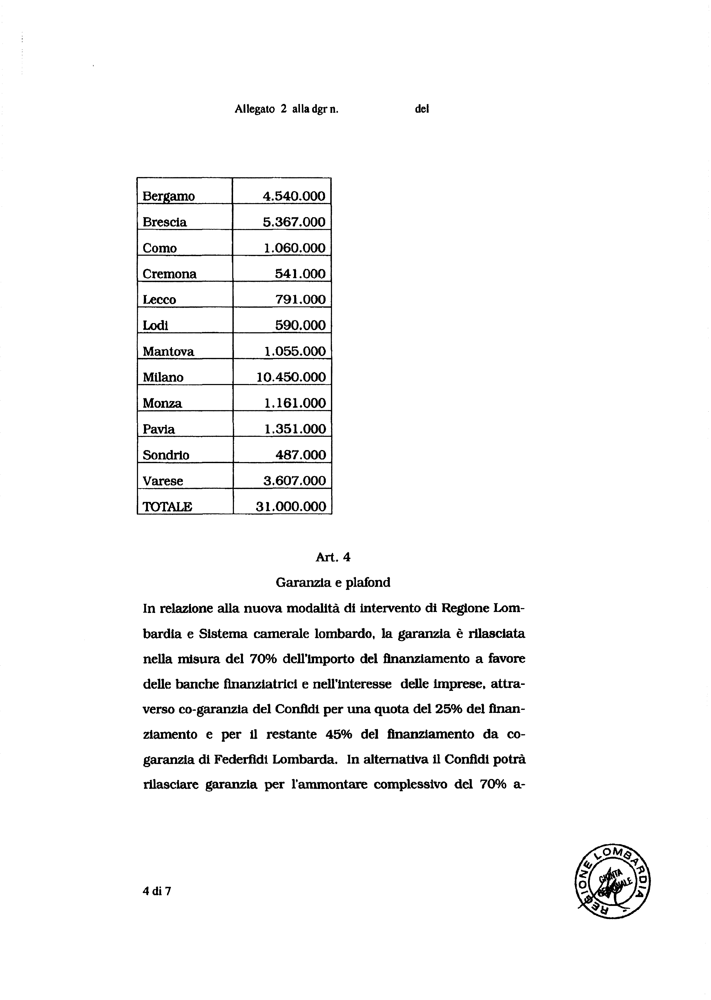 Allegato 2 alla dgr n. del
Bergamo 4.540.000
Brescia 5.367.000
Como 1.060.000
Cremona 541.000
Lecco 791.000
Lodi 590.000
Mantova 1.055.000
Milano 10.450.000
Monza 1.161.000
Pavia 1.351.000
Sondrio 487.000
Varese 3.607.000
TOTALE 31.000.000
Art. 4
Garanzia e plafond
In relazione alla nuova modalità di intervento di Regione Lom-
bardia e Sistema camerale lombardo, la garanzia è rilasciata
nella misura del 70% dell'importo del finanziamento a favore
delle banche finanziatrici e nell'interesse delle imprese, attra-
verso co-garanzia del Confidi per una quota del 25% del finan-
ziamento e per il restante 45% del finanziamento da co-
garanzia di Federfidi Lombarda. In alternativa il Confidi potrà
rilasciare garanzia per l'ammontare complessivo del 70% a-
REGIONE LOMBARDIA -
GIUNTA
REGIONALE
4 di 7